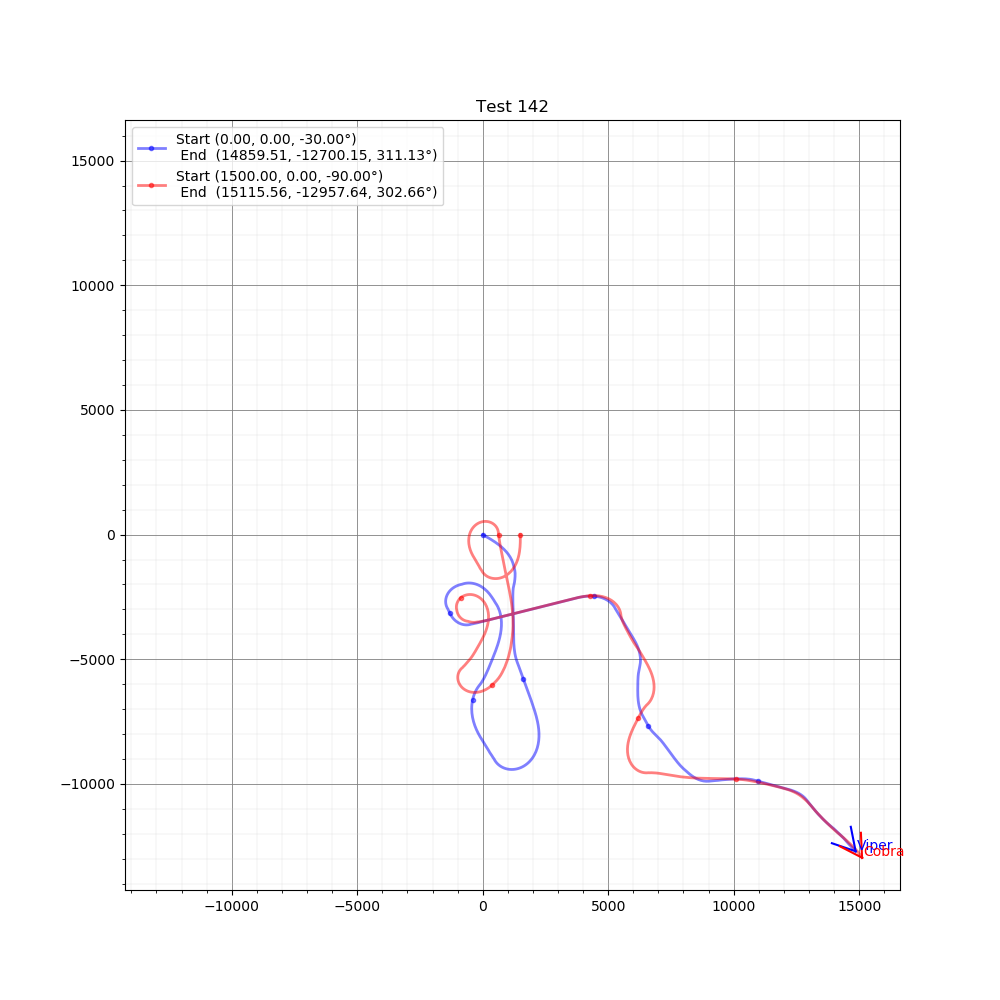 Test 142
Start (0.00, 0.00, -30.00°)
End (14859.51, -12700.15, 311.13°)
Start (1500.00, 0.00, -90.00°)
End (15115.56, -12957.64, 302.66°)
15000
10000
5000
0
−5000
−10000
Viper
Cobra
−10000
−5000
0
5000
10000
15000